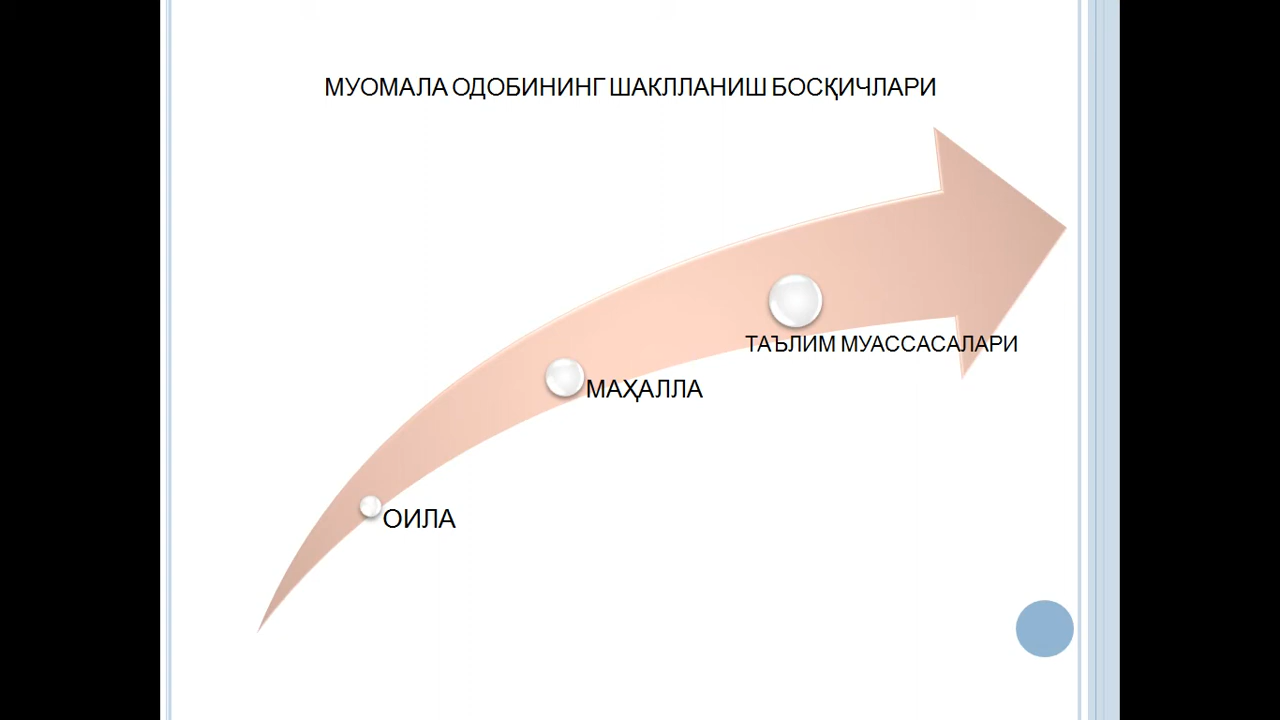 МУОМАЛА ОДОБИНИНГ ШАКЛЛАНИШ БОСҚИЧЛАРИ
ТАЪЛИМ МУАССАСАЛАРИ
МАҲАЛЛА
ОИЛА